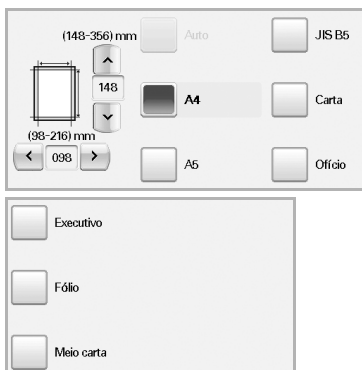 (148-356) mm
148
(98-216) mm
098
Auto
A4
A5
JIS B5
Carta
Ofício
Executivo
Fólio
Meio carta